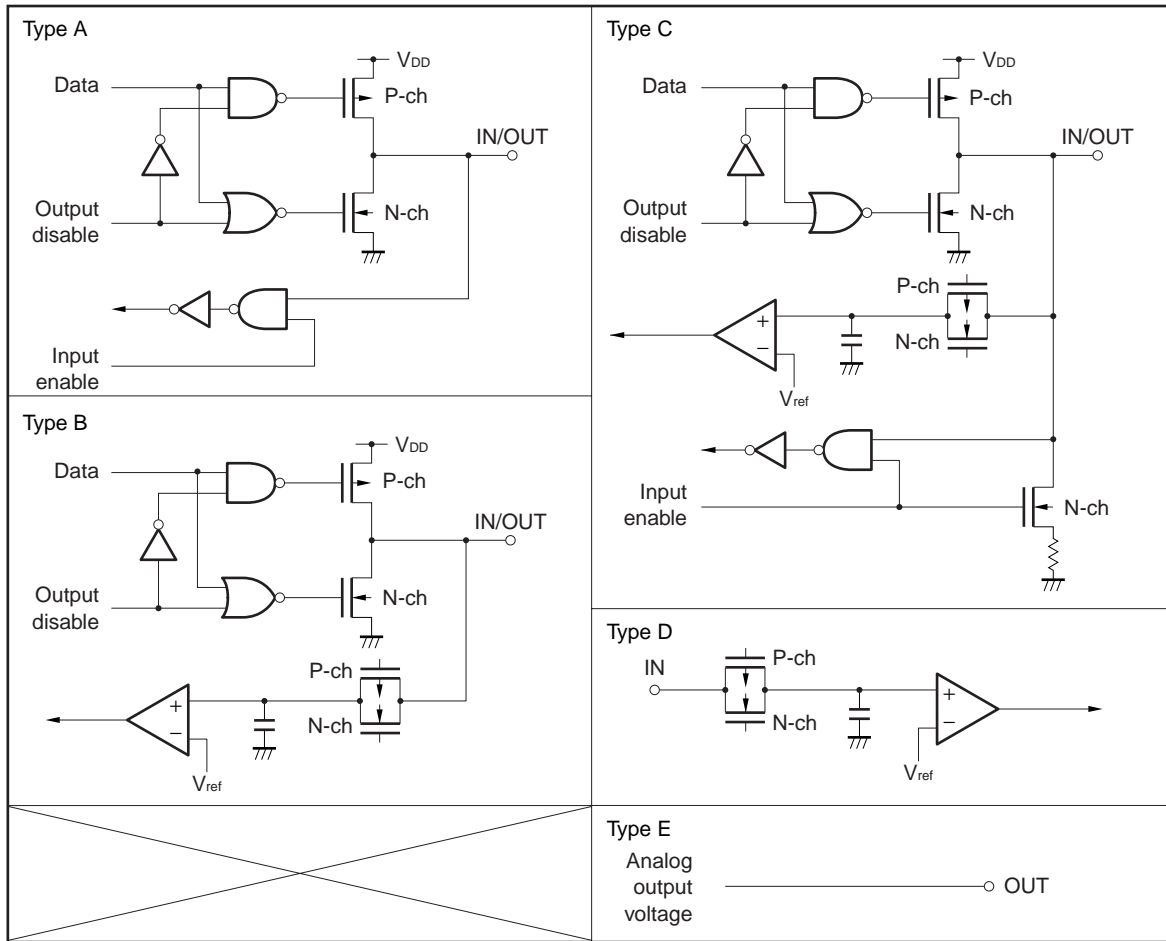 Type A
VDD
Data
P-ch
IN/OUT
Output
disable
N-ch
Input
enable
Type B
VDD
Data
P-ch
IN/OUT
Output
disable
N-ch
P-ch
N-ch
+
−
Vref
Type C
VDD
Data
P-ch
IN/OUT
Output
disable
N-ch
P-ch
N-ch
+
−
Vref
Input
enable
N-ch
Type D
IN
P-ch
N-ch
+
−
Vref
Type E
Analog
output
voltage
OUT